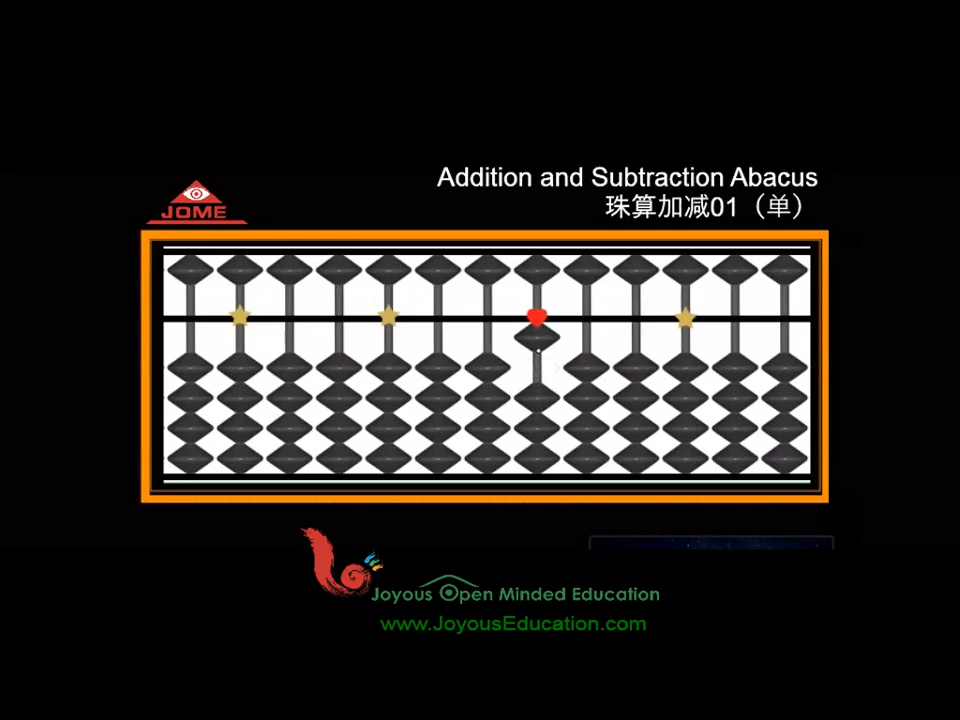 Addition and Subtraction Abacus
JOME
珠算加减01（单）
Joyous Open Minded Education
www.JoyousEducation.com